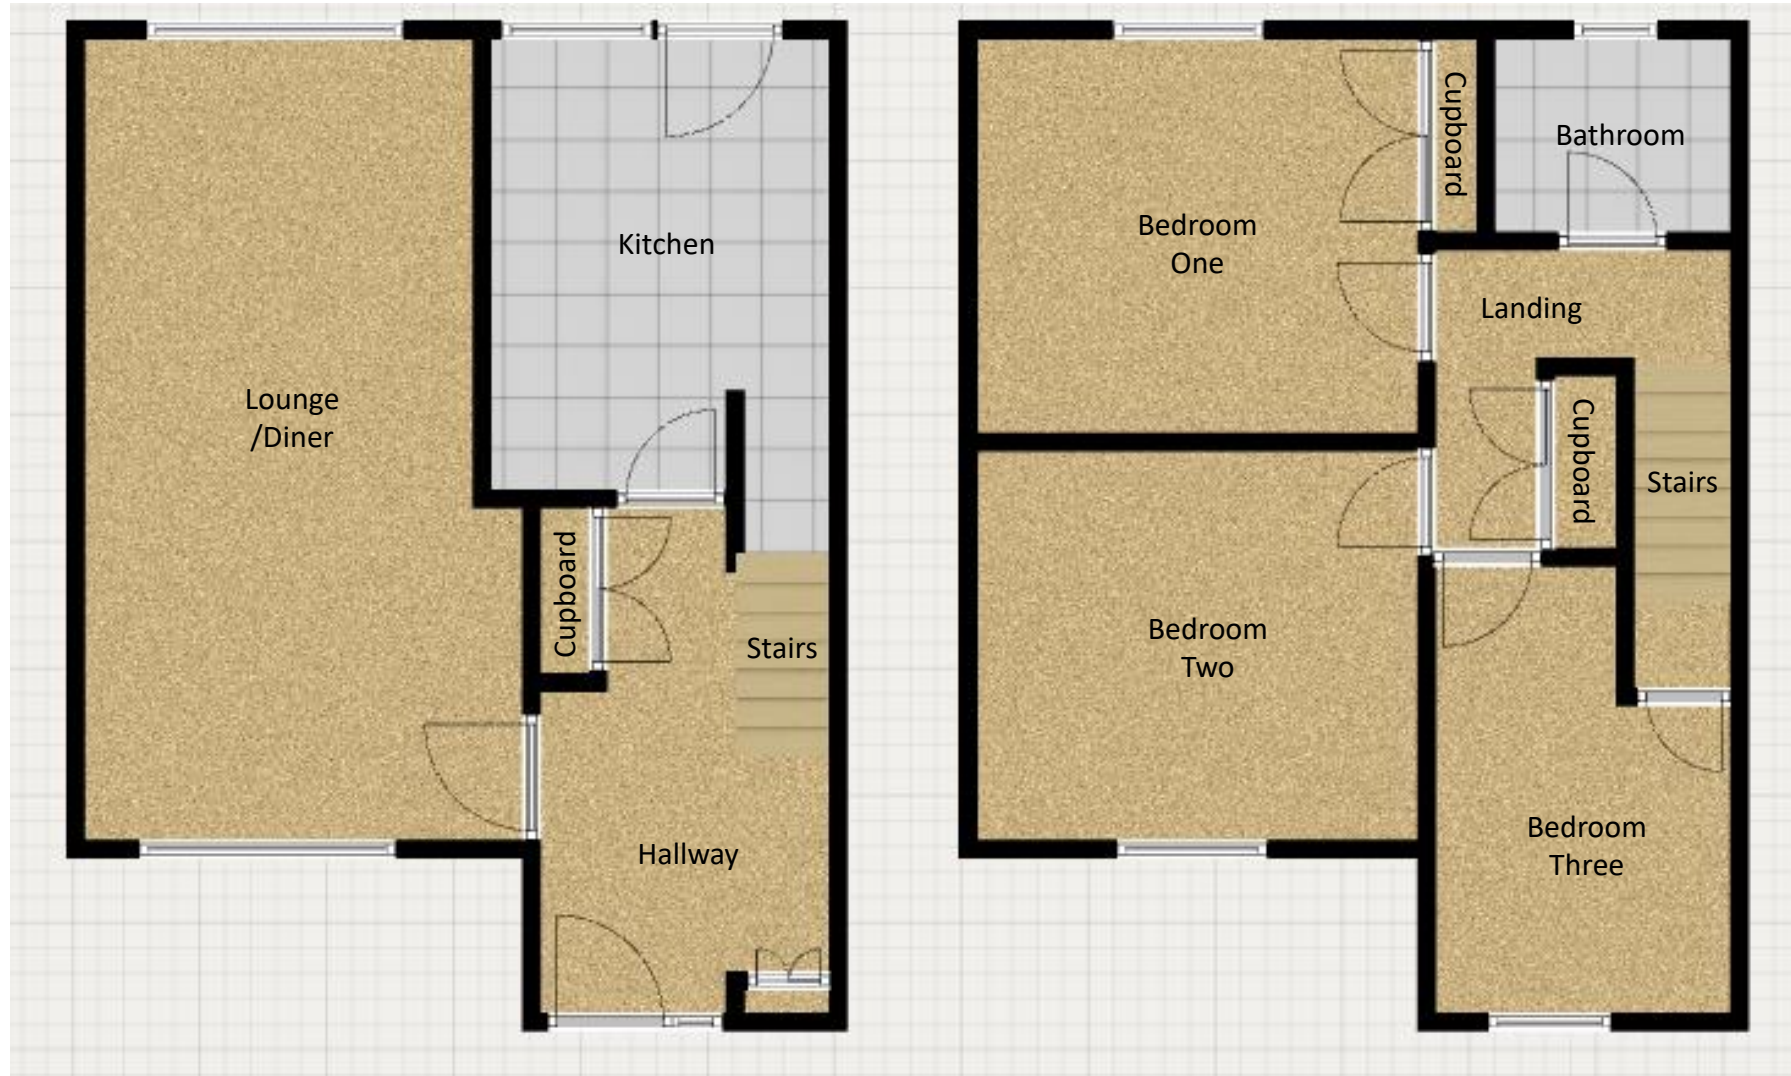 Lounge
/Diner
Kitchen
Cupboard
Stairs
Hallway
Bedroom
One
Cupboard
Bathroom
Landing
Cupboard
Stairs
Bedroom
Two
Bedroom
Three